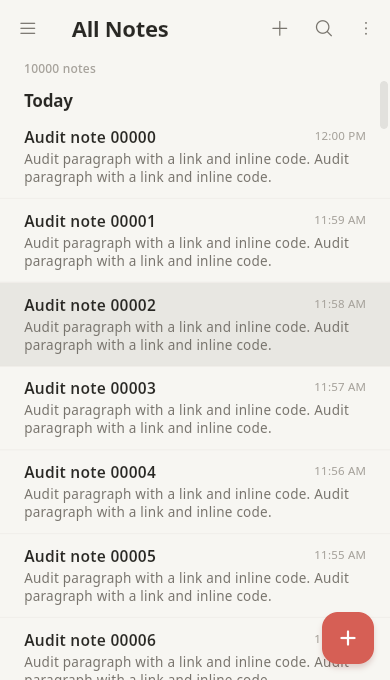 All Notes
10000 notes
Today
Audit note 00000 12:00 PM
Audit paragraph with a link and inline code. Audit
paragraph with a link and inline code.
Audit note 00001 11:59 AM
Audit paragraph with a link and inline code. Audit
paragraph with a link and inline code.
Audit note 00002 11:58 AM
Audit paragraph with a link and inline code. Audit
paragraph with a link and inline code.
Audit note 00003 11:57 AM
Audit paragraph with a link and inline code. Audit
paragraph with a link and inline code.
Audit note 00004 11:56 AM
Audit paragraph with a link and inline code. Audit
paragraph with a link and inline code.
Audit note 00005 11:55 AM
Audit paragraph with a link and inline code. Audit
paragraph with a link and inline code.
Audit note 00006
Audit paragraph with a link and inline code. Audit
paragraph with a link and inline code.